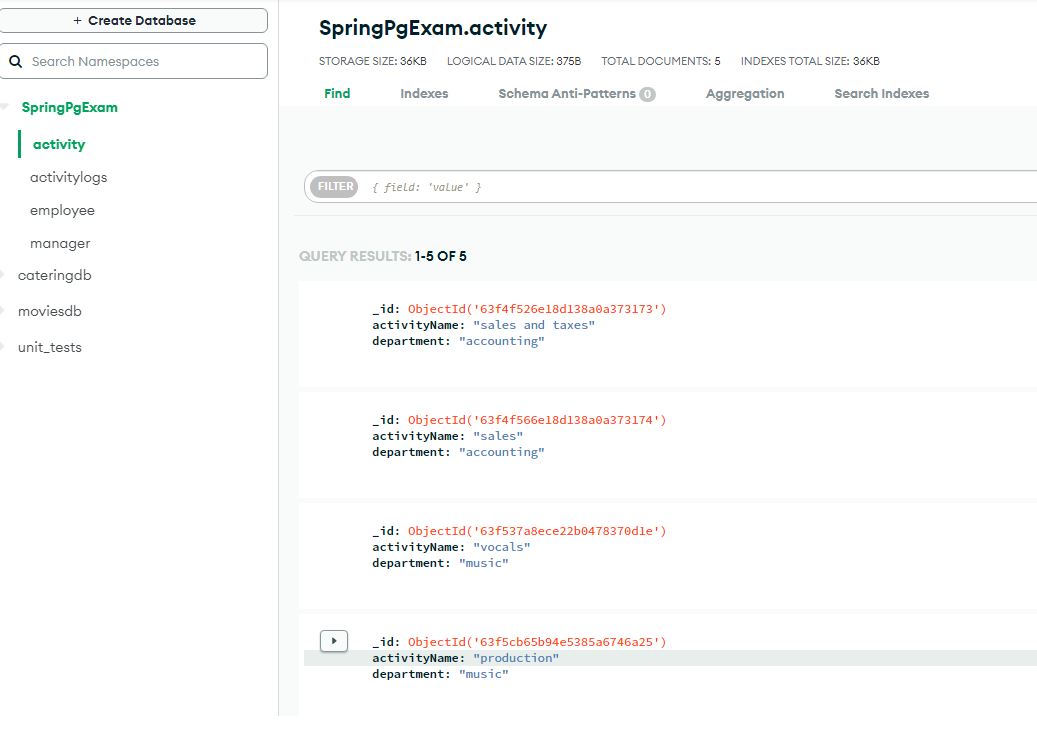 + Create Database
Search Namespaces
SpringPgExam
activity
activitylogs
employee
manager
cateringdb
moviesdb
unit_tests
SpringPgExam.activity
STORAGE SIZE: 36KB LOGICAL DATA SIZE: 375B TOTAL DOCUMENTS: 5 INDEXES TOTAL SIZE: 36KB
Find Indexes Schema Anti-Patterns 0 Aggregation Search Indexes
FILTER { field: 'value' }
QUERY RESULTS: 1-5 OF 5
_id: ObjectId('63f4f526e18d138a0a373173')
activityName: "sales and taxes"
department: "accounting"
_id: ObjectId('63f4f566e18d138a0a373174')
activityName: "sales"
department: "accounting"
_id: ObjectId('63f537a8ece22b0478370d1e')
activityName: "vocals"
department: "music"
_id: ObjectId('63f5cb65b94e5385a6746a25')
activityName: "production"
department: "music"